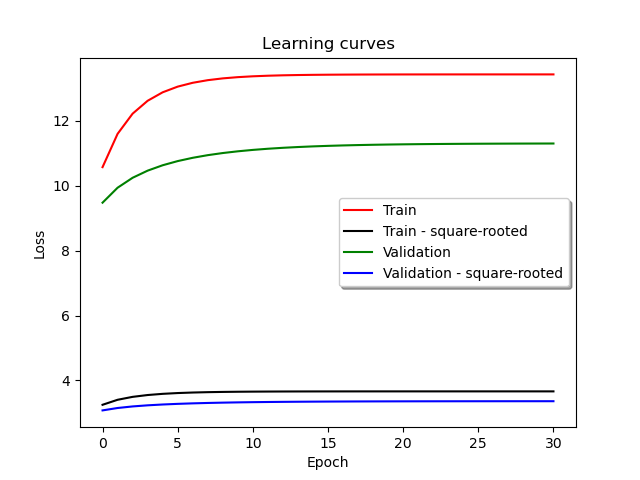 Learning curves
Loss
12
10
8
6
4
Train
Train - square-rooted
Validation
Validation - square-rooted
0 5 10 15 20 25 30
Epoch